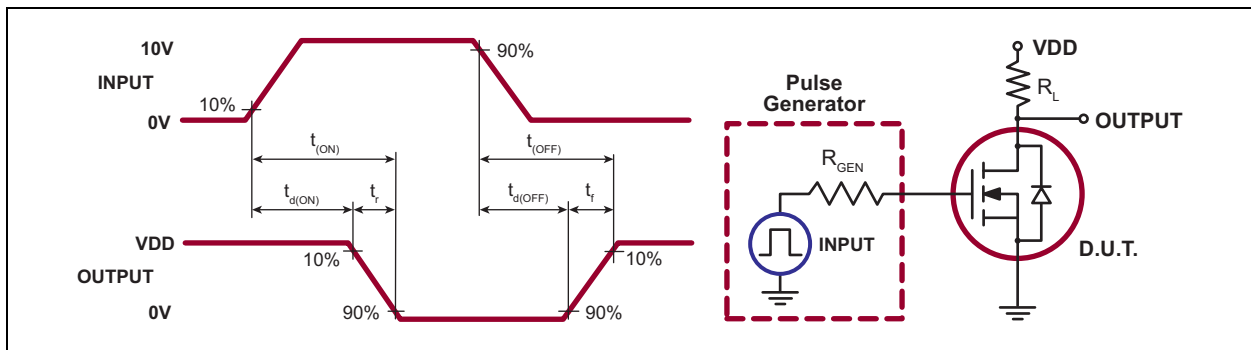 10V
INPUT
0V
10%
90%
t(ON)
t(OFF)
td(ON)
tr
td(OFF)
tf
VDD
OUTPUT
0V
10%
90%
90%
10%
Pulse
Generator
RGEN
INPUT
VDD
RL
OUTPUT
D.U.T.